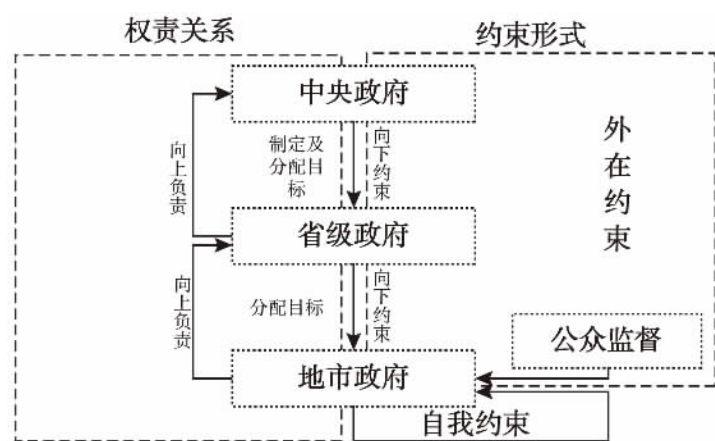 权责关系
约束形式
中央政府
向上负责
制定及
分配目
标
向下约束
外在约束
省级政府
向上负责
分配目标
向下约束
公众监督
地市政府
自我约束